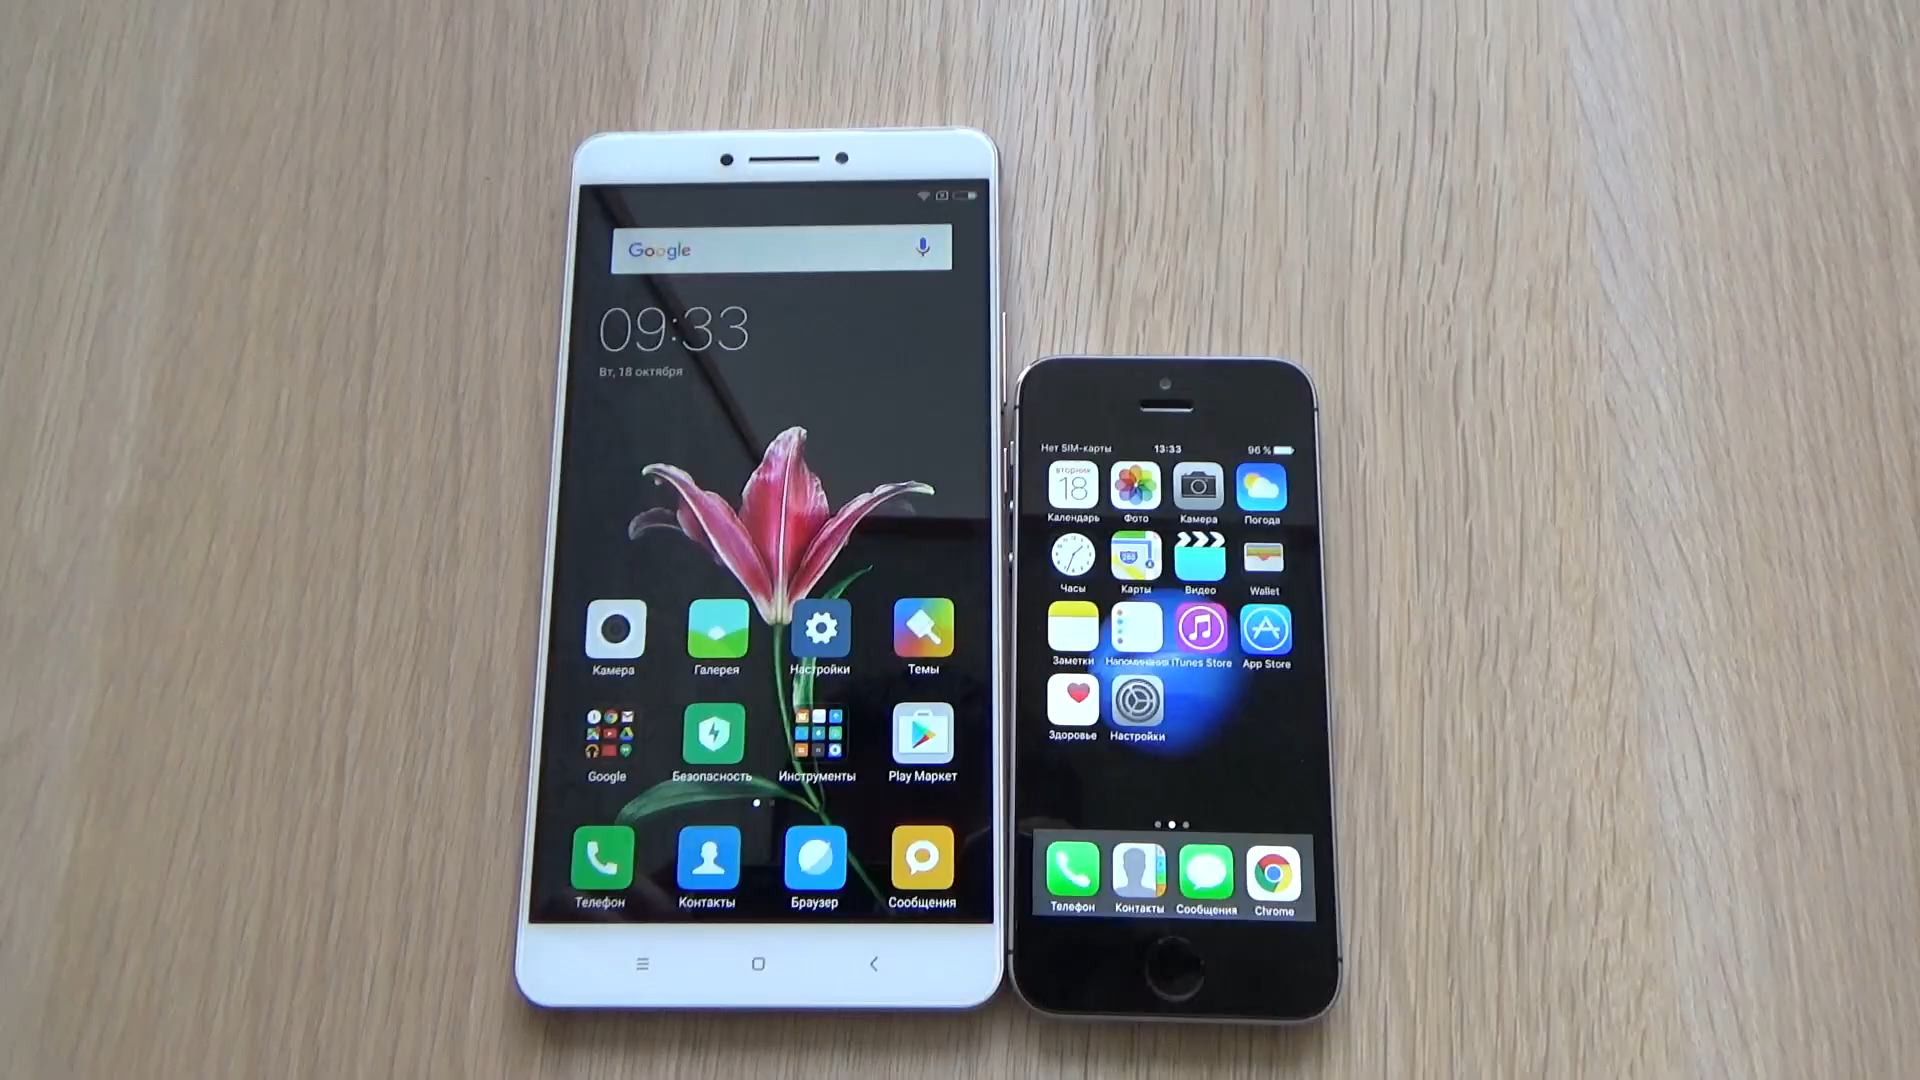 Google
09:33
Вт, 18 октября
Камера
Галерея
Настройки
Темы
Google
Безопасность
Инструменты
Play Маркет
Телефон
Контакты
Браузер
Сообщения
Нет SIM-карты 13:33 96 %
вторник
18
Календарь
Фото
Камера
Погода
Часы
Карты
Видео
Wallet
Заметки
Напоминания
iTunes Store
App Store
Здоровье
Настройки
Телефон
Контакты
Сообщения
Chrome